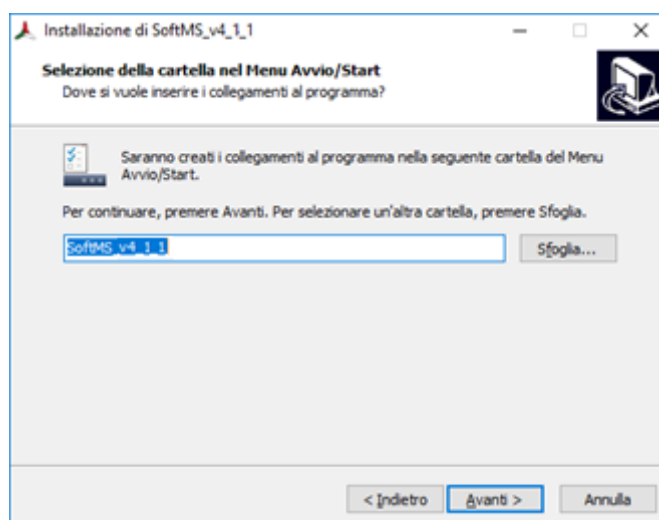 Installazione di SoftMS_v4_1_1
Selezione della cartella nel Menu Avvio/Start
Dove si vuole inserire i collegamenti al programma?
Saranno creati i collegamenti al programma nella seguente cartella del Menu
Avvio/Start.
Per continuare, premere Avanti. Per selezionare un'altra cartella, premere Sfoglia.
SoftMS_v4_1_1
Sfoglia...
< Indietro
Avanti >
Annulla